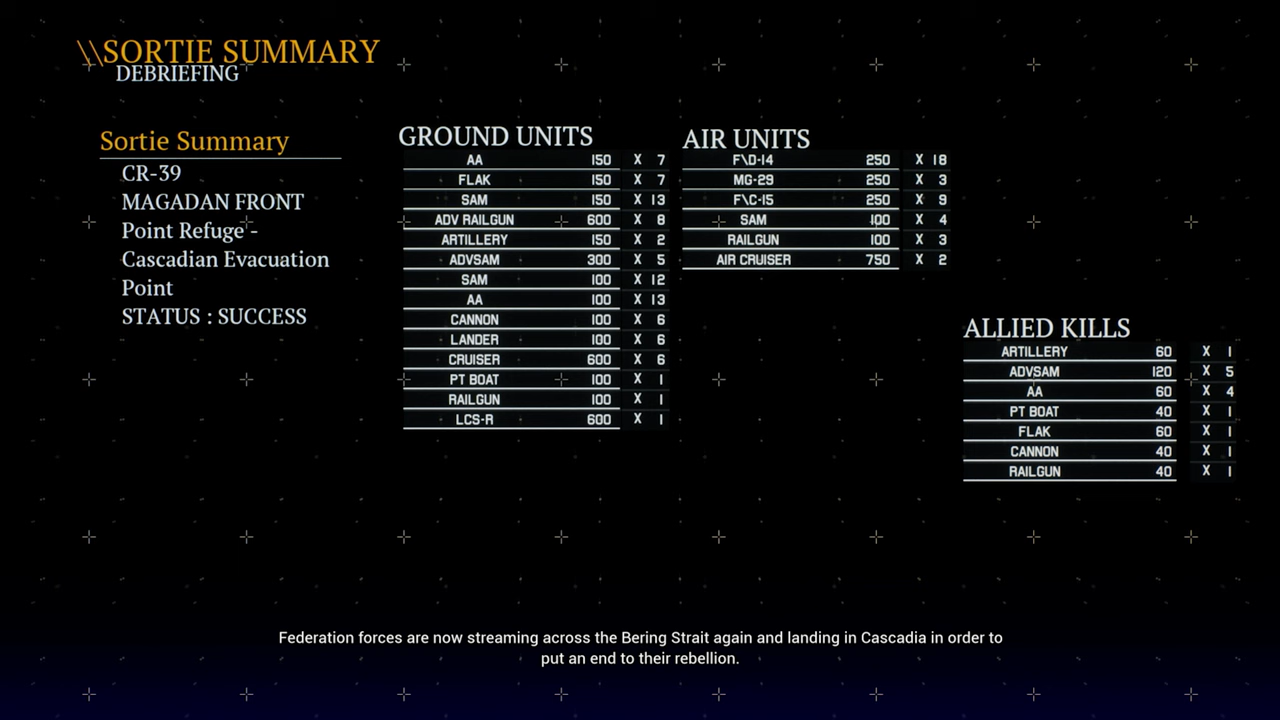 \\SORTIE SUMMARY
DEBRIEFING
Sortie Summary
CR-39
MAGADAN FRONT
Point Refuge -
Cascadian Evacuation
Point
STATUS : SUCCESS
GROUND UNITS
AA 150 X 7
FLAK 150 X 7
SAM 150 X 13
ADV RAILGUN 600 X 8
ARTILLERY 150 X 2
ADVSAM 300 X 5
SAM 100 X 12
AA 100 X 13
CANNON 100 X 6
LANDER 100 X 6
CRUISER 600 X 6
PT BOAT 100 X 1
RAILGUN 100 X 1
LCS-R 600 X 1
AIR UNITS
F\D-14 250 X 18
MG-29 250 X 3
F\C-15 250 X 9
SAM 100 X 4
RAILGUN 100 X 3
AIR CRUISER 750 X 2
ALLIED KILLS
ARTILLERY 60 X 1
ADVSAM 120 X 5
AA 60 X 4
PT BOAT 40 X 1
FLAK 60 X 1
CANNON 40 X 1
RAILGUN 40 X 1
Federation forces are now streaming across the Bering Strait again and landing in Cascadia in order to
put an end to their rebellion.